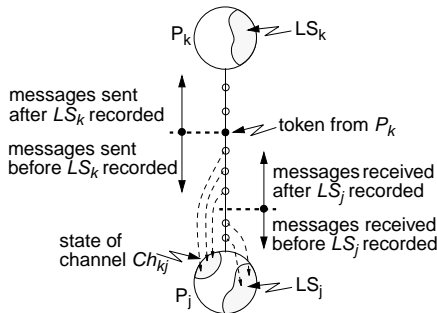 P_k
LS_k
messages sent
after LS_k recorded
token from P_k
messages sent
before LS_k recorded
messages received
after LS_j recorded
messages received
before LS_j recorded
state of
channel Ch_kj
P_j
LS_j